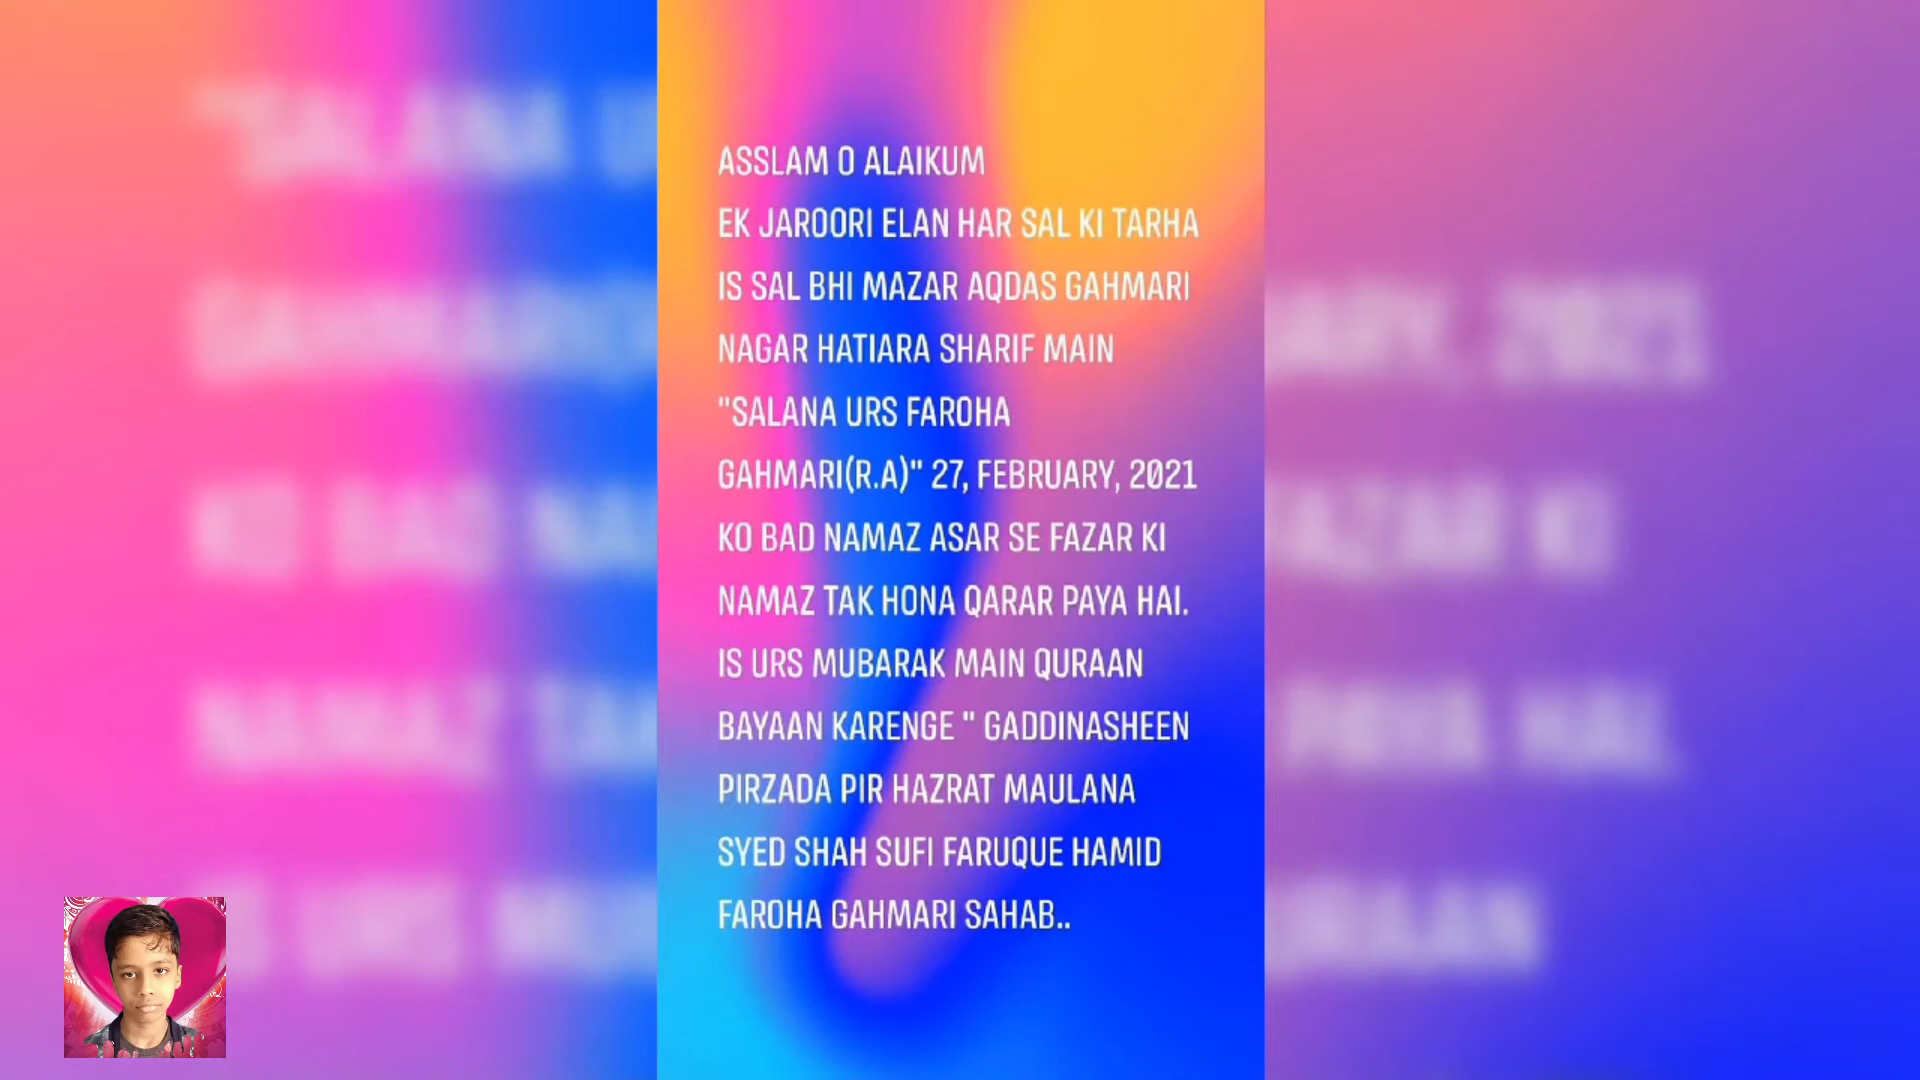 ASSLAM O ALAIKUM
EK JAROORI ELAN HAR SAL KI TARHA
IS SAL BHI MAZAR AQDAS GAHMARI
NAGAR HATIARA SHARIF MAIN
"SALANA URS FAROHA
GAHMARI(R.A)" 27, FEBRUARY, 2021
KO BAD NAMAZ ASAR SE FAZAR KI
NAMAZ TAK HONA QARAR PAYA HAI.
IS URS MUBARAK MAIN QURAAN
BAYAAN KARENGE " GADDINASHEEN
PIRZADA PIR HAZRAT MAULANA
SYED SHAH SUFI FARUQUE HAMID
FAROHA GAHMARI SAHAB..